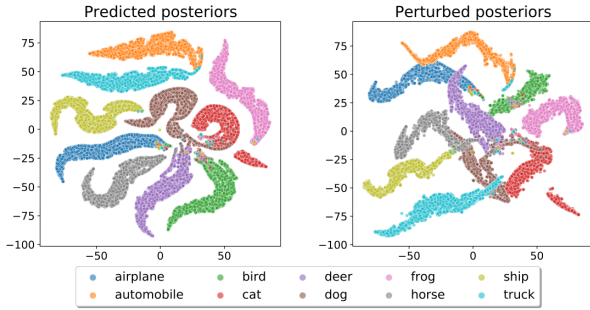 Predicted posteriors
Perturbed posteriors
75
50
25
0
−25
−50
−75
−100
−50
0
50
75
50
25
0
−25
−50
−75
−100
−50
0
50
airplane
bird
deer
frog
ship
automobile
cat
dog
horse
truck